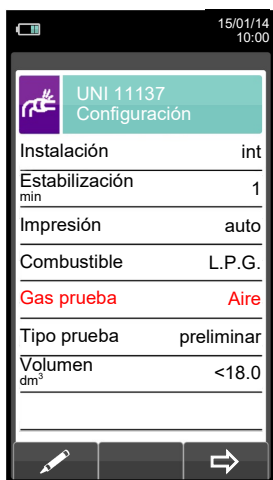 15/01/14
10:00
UNI 11137
Configuración
Instalación int
Estabilización
min 1
Impresión auto
Combustible L.P.G.
Gas prueba Aire
Tipo prueba preliminar
Volumen
dm³ <18.0